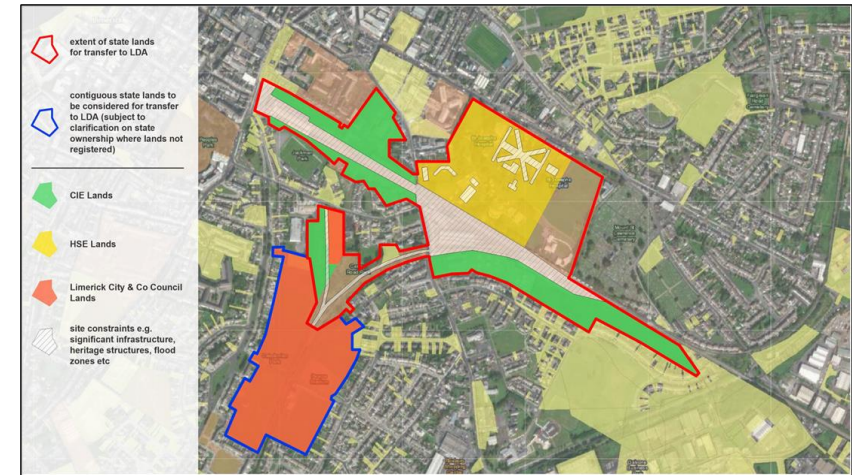 extent of state lands
for transfer to LDA
contiguous state lands to
be considered for transfer
to LDA (subject to
clarification on state
ownership where lands not
registered)
CIE Lands
HSE Lands
Limerick City & Co Council
Lands
site constraints e.g.
significant infrastructure,
heritage structures, flood
zones etc